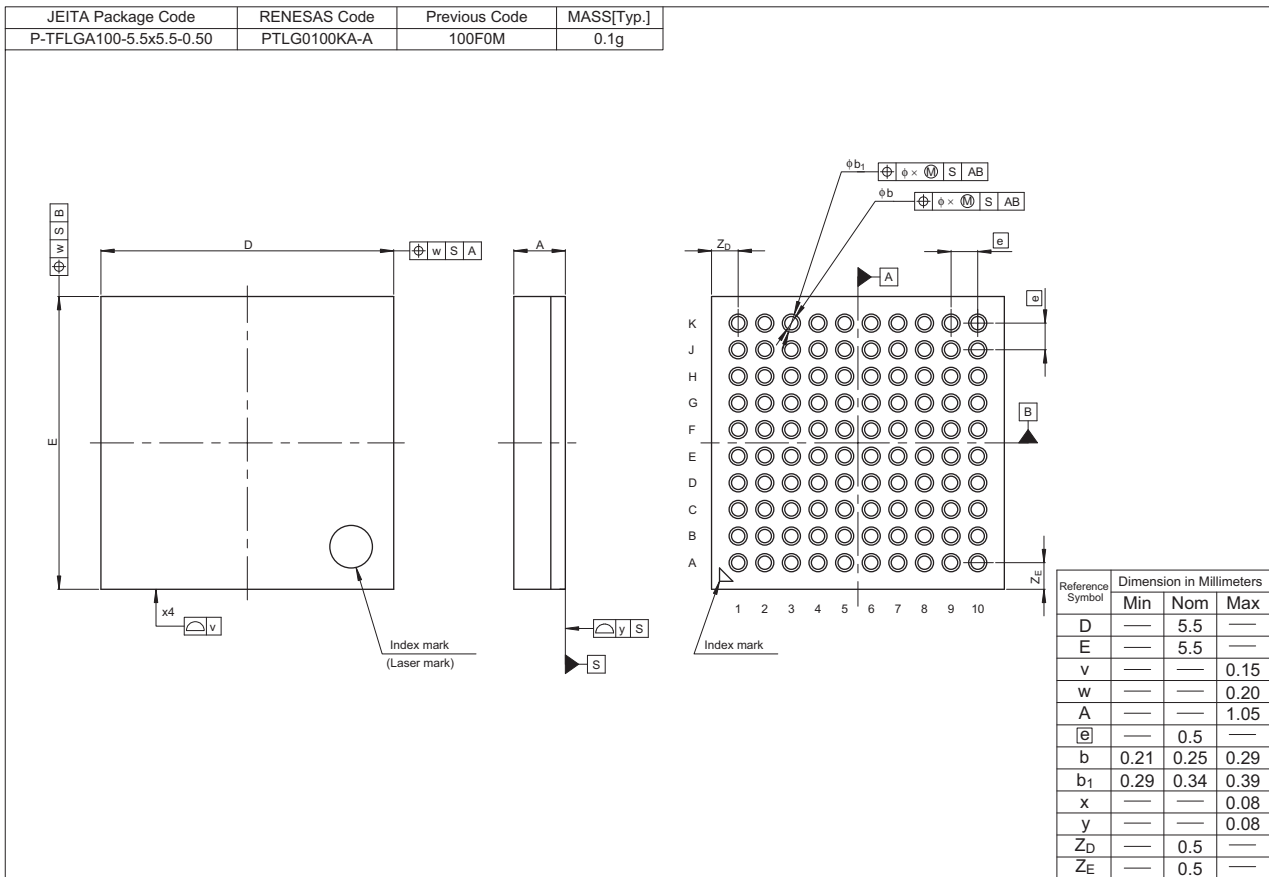 JEITA Package Code RENESAS Code Previous Code MASS[Typ.]
P-TFLGA100-5.5x5.5-0.50 PTLG0100KA-A 100F0M 0.1g
φb1 φ × M S AB
φb φ × M S AB
w S B
D
w S A
A
ZD
e
A
e
K
J
H
G
F
E
D
C
B
A
B
E
ZE
1 2 3 4 5 6 7 8 9 10
x4
v
Index mark
(Laser mark)
y S
S
Index mark
Reference Symbol Dimension in Millimeters
Min Nom Max
D — 5.5 —
E — 5.5 —
v — — 0.15
w — — 0.20
A — — 1.05
e — 0.5 —
b 0.21 0.25 0.29
b1 0.29 0.34 0.39
x — — 0.08
y — — 0.08
ZD — 0.5 —
ZE — 0.5 —